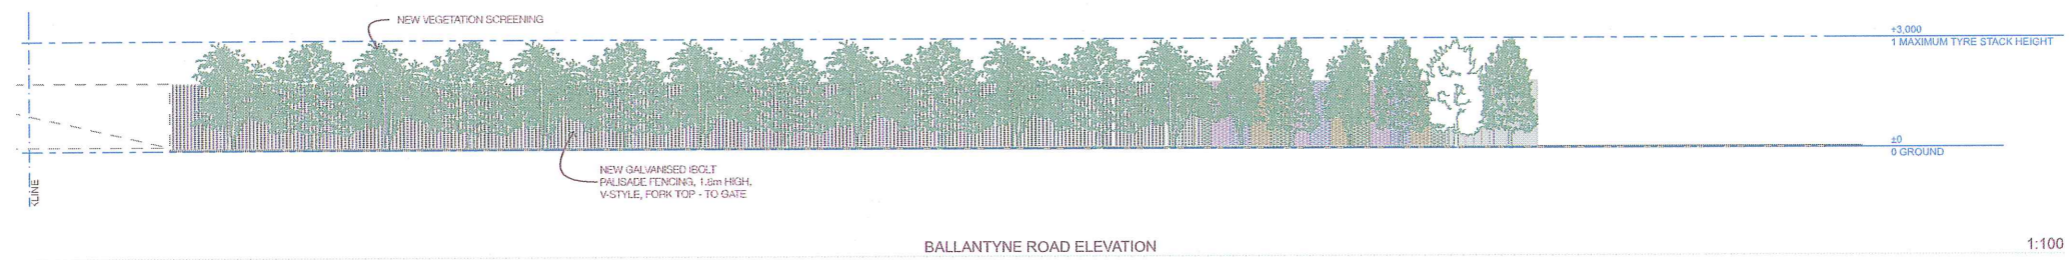 NEW VEGETATION SCREENING
+3,000
1 MAXIMUM TYRE STACK HEIGHT
±0
0 GROUND
NEW GALVANISED IBOLT
PALISADE FENCING, 1.8m HIGH,
V-STYLE, FORK TOP - TO GATE
BALLANTYNE ROAD ELEVATION
1:100